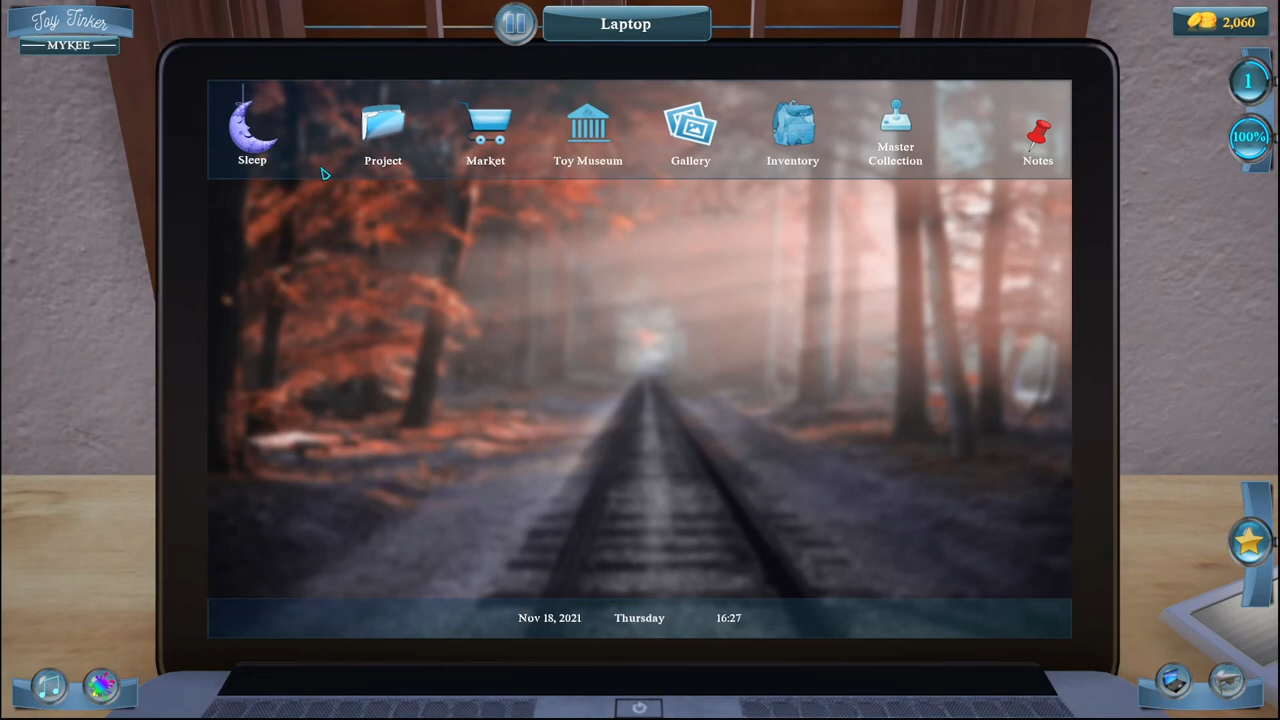 Toy Tinker
MYKEE
Laptop
2,060
1
100%
Sleep
Project
Market
Toy Museum
Gallery
Inventory
Master
Collection
Notes
Nov 18, 2021 Thursday 16:27